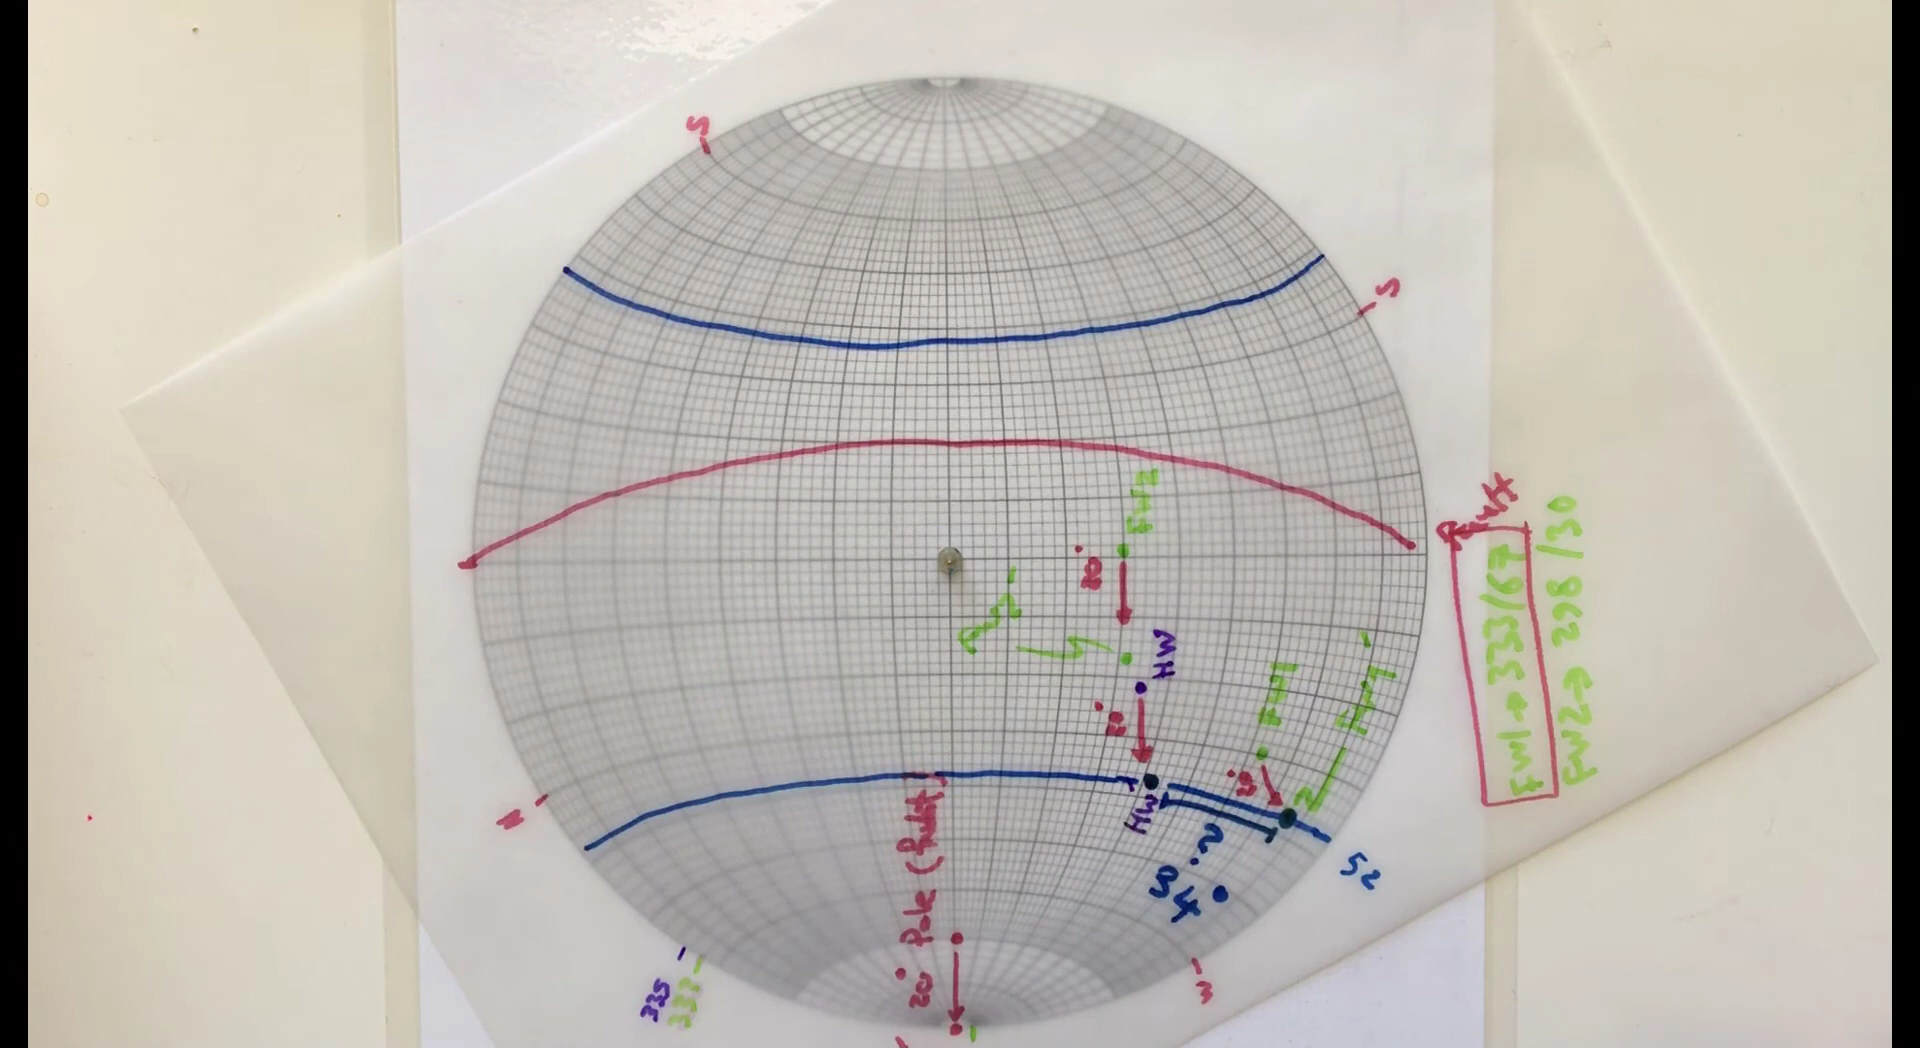 S
S
FW2
20°
HW
20°
FW1
20°
HW
52
34°
Pole (fault)
20°
N
W
335
333
fault
FW1 → 333/67
FW2 → 298/30